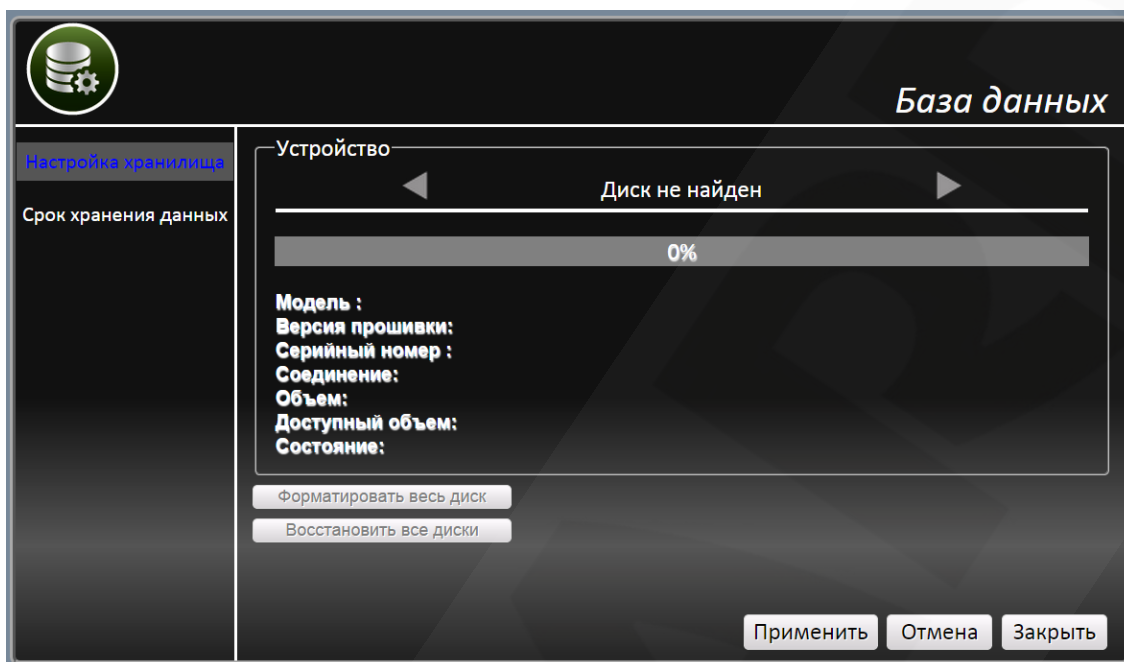 База данных
Настройка хранилища
Срок хранения данных
Устройство
Диск не найден
0%
Модель :
Версия прошивки:
Серийный номер :
Соединение:
Объем:
Доступный объем:
Состояние:
Форматировать весь диск
Восстановить все диски
Применить Отмена Закрыть